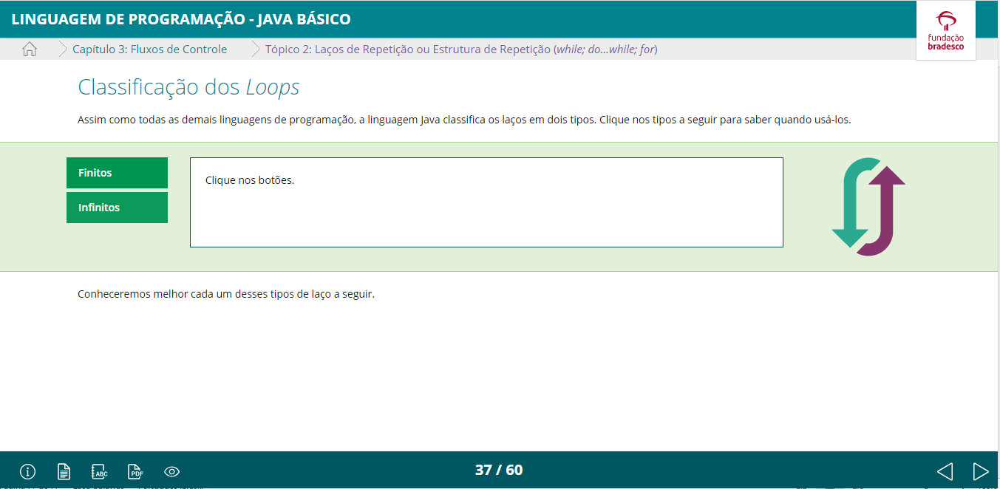 LINGUAGEM DE PROGRAMAÇÃO - JAVA BÁSICO
fundação
bradesco
Capítulo 3: Fluxos de Controle
Tópico 2: Laços de Repetição ou Estrutura de Repetição (while; do...while; for)
Classificação dos Loops
Assim como todas as demais linguagens de programação, a linguagem Java classifica os laços em dois tipos. Clique nos tipos a seguir para saber quando usá-los.
Finitos
Infinitos
Clique nos botões.
Conheceremos melhor cada um desses tipos de laço a seguir.
ABC
PDF
37 / 60